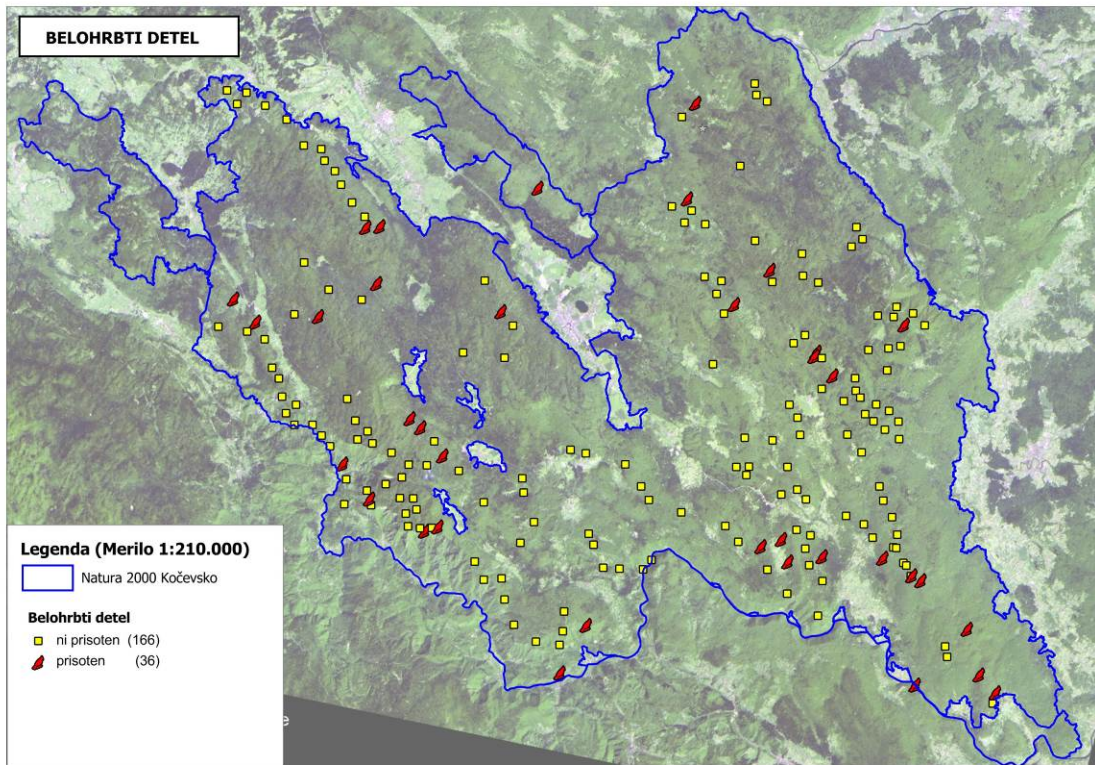 BELOHRBTI DETEL
Legenda (Merilo 1:210.000)
Natura 2000 Kočevsko
Belohrbti detel
ni prisoten (166)
prisoten (36)
e